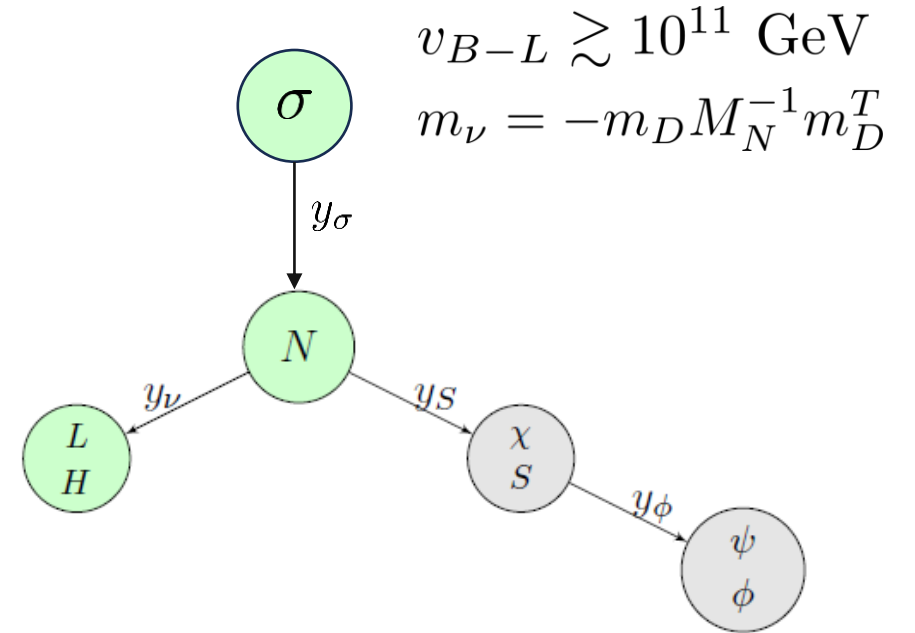 v_{B-L} ≳ 10^{11} GeV
m_ν = -m_D M_N^{-1} m_D^T
σ
y_σ
N
y_ν
y_S
L
H
χ
S
y_ϕ
ψ
ϕ